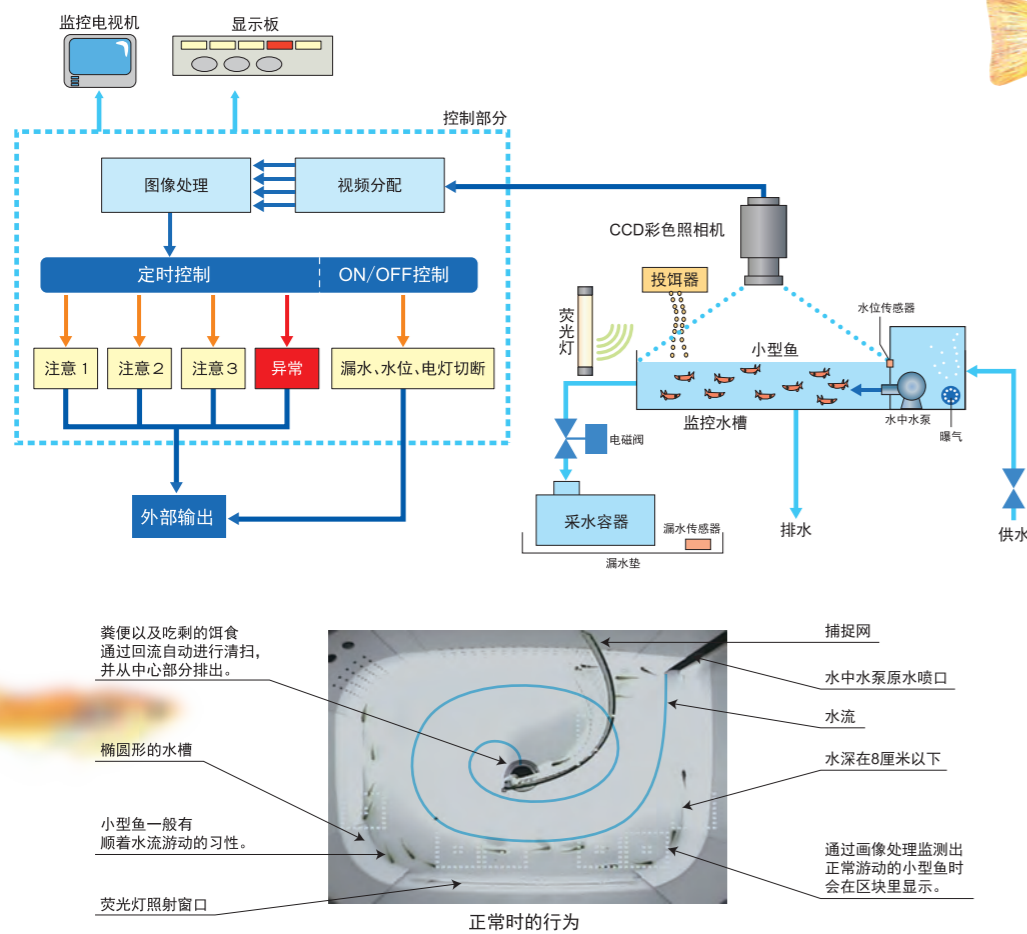 监控电视机
显示板
控制部分
图像处理
视频分配
定时控制
ON/OFF控制
注意1
注意2
注意3
异常
漏水、水位、电灯切断
外部输出
CCD彩色照相机
投饵器
荧光灯
水位传感器
小型鱼
监控水槽
水中水泵
曝气
电磁阀
采水容器
漏水传感器
漏水垫
排水
供水
粪便以及吃剩的饵食
通过回流自动进行清扫，
并从中心部分排出。
椭圆形的水槽
小型鱼一般有
顺着水流游动的习性。
荧光灯照射窗口
捕捉网
水中水泵原水喷口
水流
水深在8厘米以下
通过画像处理监测出
正常游动的小型鱼时
会在区块里显示。
正常时的行为